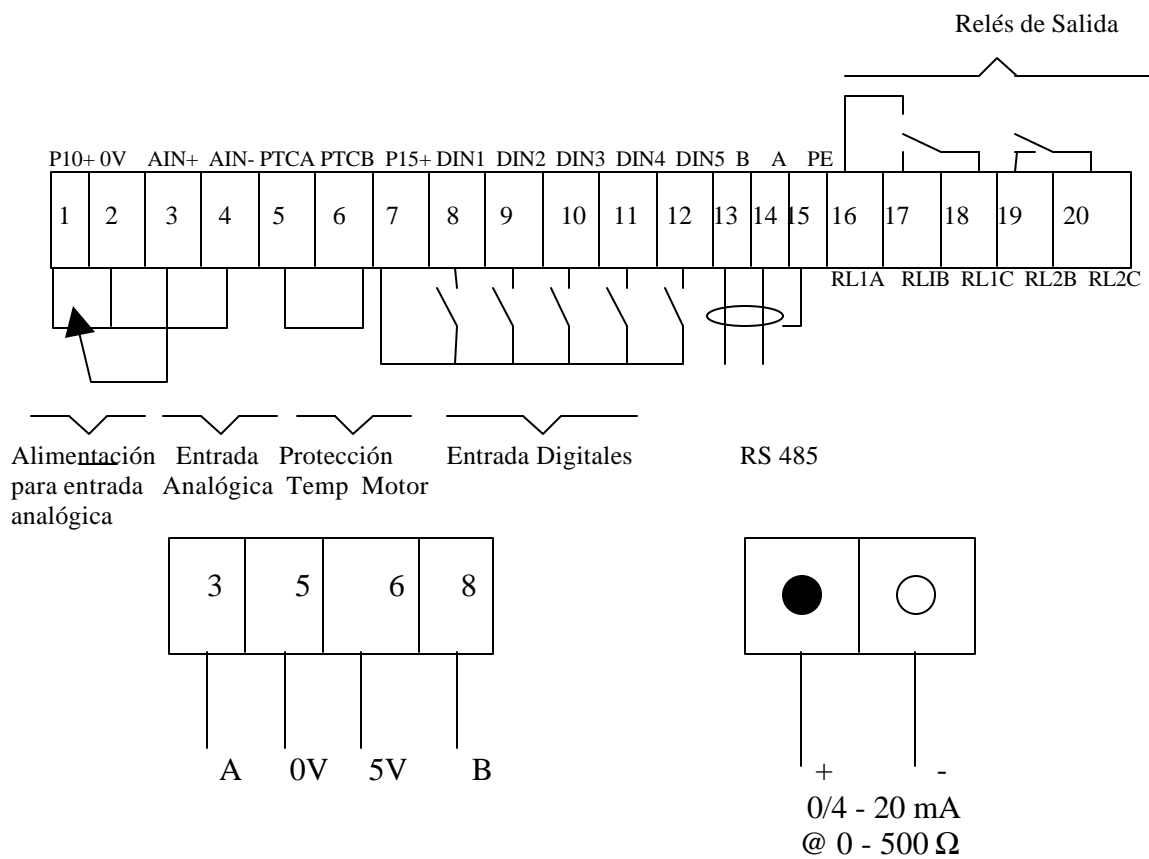 Relés de Salida
P10+ 0V AIN+ AIN- PTCA PTCB P15+ DIN1 DIN2 DIN3 DIN4 DIN5 B A PE
1 2 3 4 5 6 7 8 9 10 11 12 13 14 15 16 17 18 19 20
RL1A RLIB RL1C RL2B RL2C
Alimentación Entrada Protección Entrada Digitales RS 485
para entrada Analógica Temp Motor
analógica
3 5 6 8
A 0V 5V B
+ -
0/4 - 20 mA
@ 0 - 500 Ω